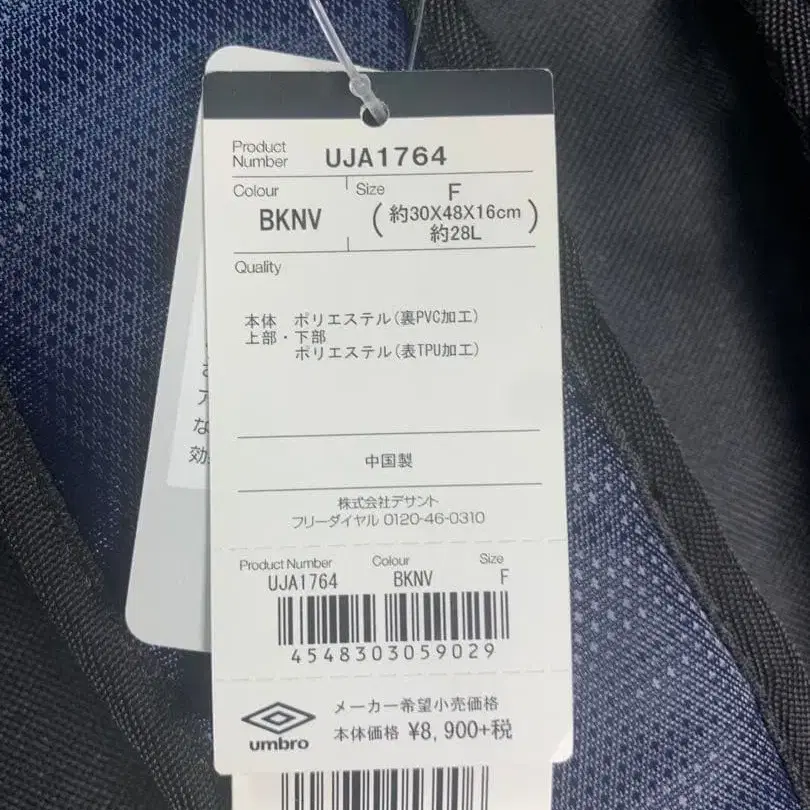 Product
Number UJA1764
Colour Size F
BKNV (約30X48X16cm)
約28L
Quality
本体 ポリエステル(裏PVC加工)
上部・下部
ポリエステル(表TPU加工)
ア
な
効
中国製
株式会社デサント
フリーダイヤル 0120-46-0310
Product Number Colour Size
UJA1764 BKNV F
4548303059029
メーカー希望小売価格
umbro 本体価格 ¥8,900+税